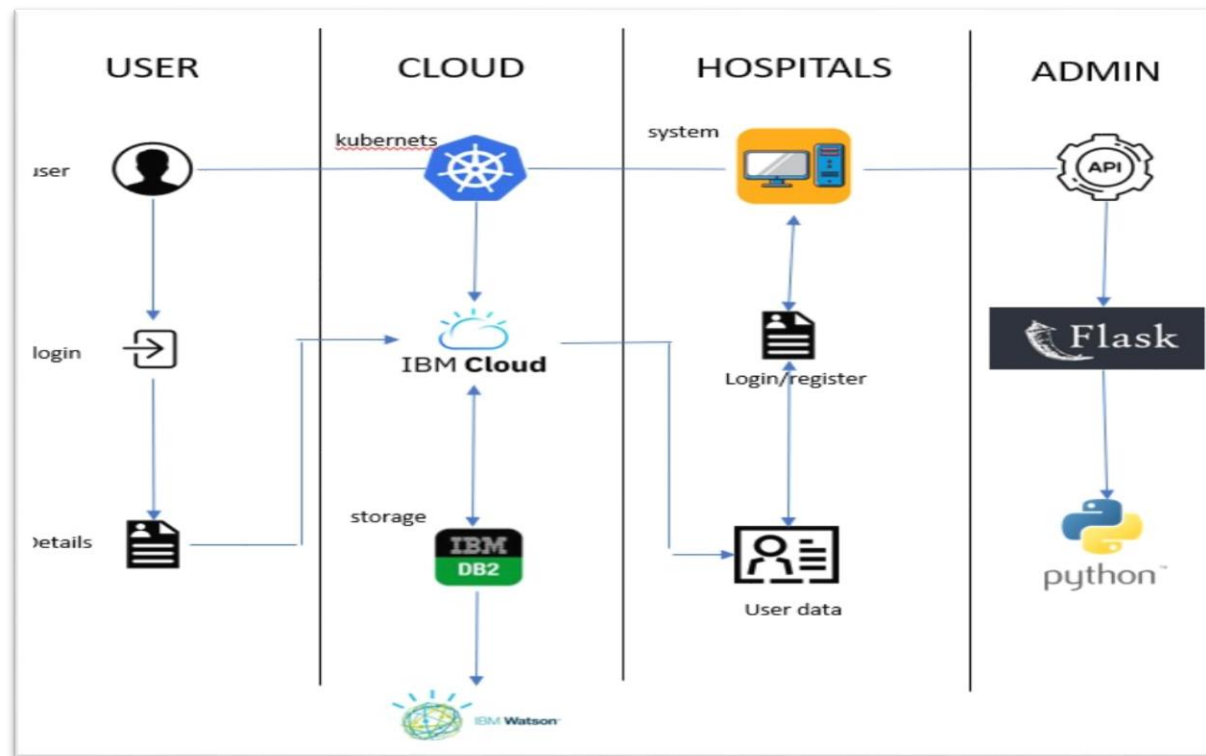 USER
CLOUD
HOSPITALS
ADMIN
kubernets
system
user
API
IBM Cloud
Flask
login
Login/register
storage
Details
IBM
DB2
python
User data
IBM Watson